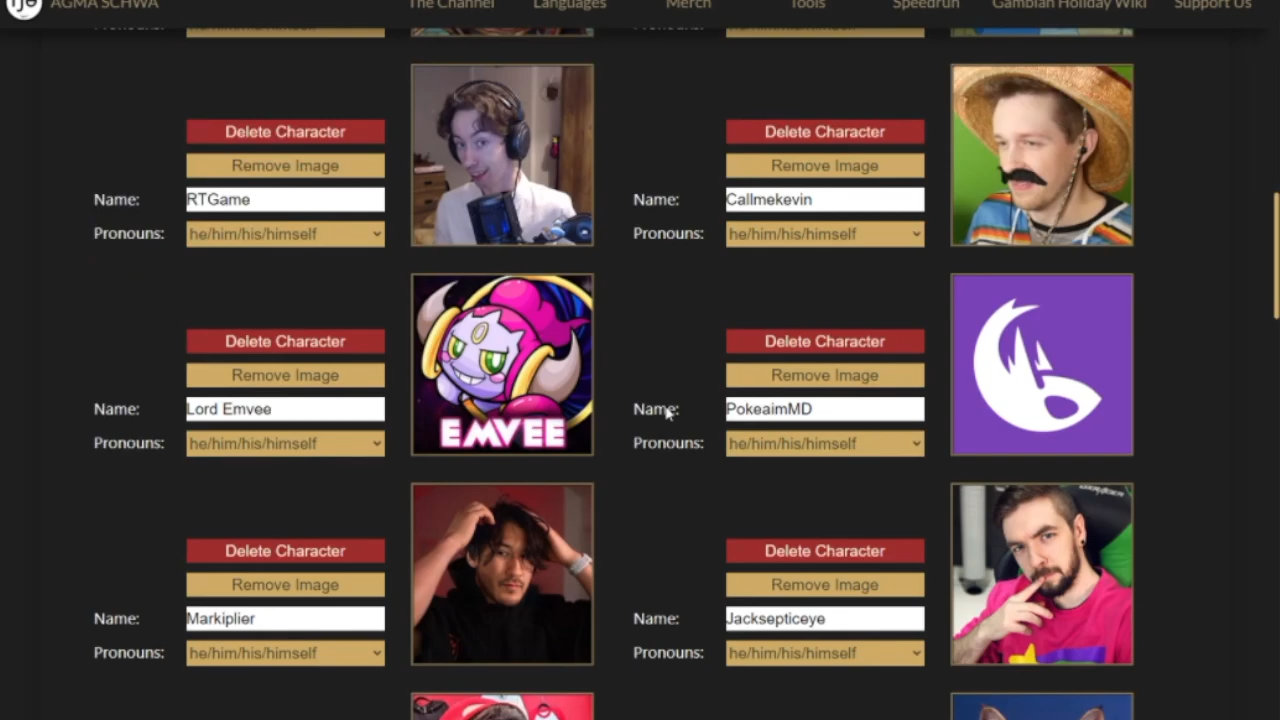 AGMA SCHWA
The Channel
Languages
Merch
Tools
Speedrun
Gambian Holiday Wiki
Support Us
Delete Character
Remove Image
Name: RTGame
Pronouns: he/him/his/himself
Delete Character
Remove Image
Name: Callmekevin
Pronouns: he/him/his/himself
Delete Character
Remove Image
Name: Lord Emvee
Pronouns: he/him/his/himself
EMVEE
Delete Character
Remove Image
Name: PokeaimMD
Pronouns: he/him/his/himself
Delete Character
Remove Image
Name: Markiplier
Pronouns: he/him/his/himself
Delete Character
Remove Image
Name: Jacksepticeye
Pronouns: he/him/his/himself